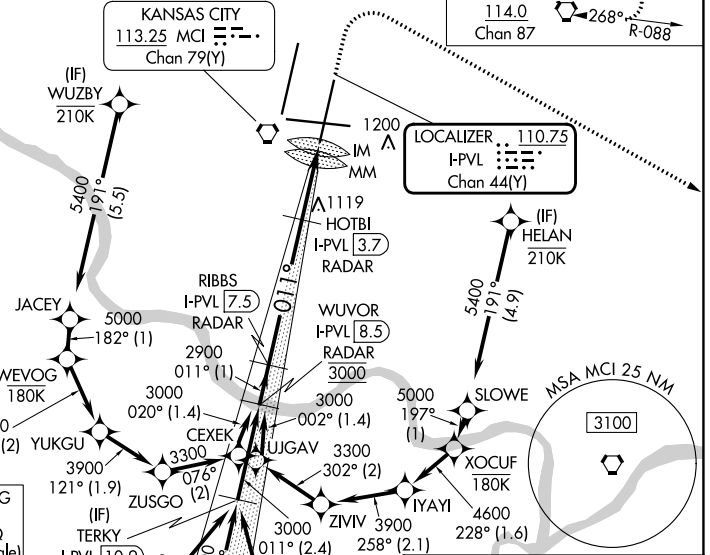 KANSAS CITY
113.25 MCI
Chan 79(Y)
114.0
Chan 87
268°
R-088
(IF)
WUZBY
210K
5400
191°
(5.5)
1200
IM
MM
LOCALIZER 110.75
I-PVL
Chan 44(Y)
1119
HOTBI
I-PVL 3.7
RADAR
(IF)
HELAN
210K
5400
191°
(4.9)
011°
RIBBS
I-PVL 7.5
RADAR
WUVOR
I-PVL 8.5
RADAR
3000
JACEY
5000
182° (1)
WEVOG
180K
(2)
YUKGU
3900
121° (1.9)
ZUSGO
2900
011° (1)
3000
020° (1.4)
3000
002° (1.4)
CEXEK
UJGAV
3300
076°
(2)
3300
302° (2)
5000
197°
(1)
SLOWE
XOCUF
180K
4600
228° (1.6)
IYAYI
3900
258° (2.1)
ZIVIV
3000
011° (2.4)
(IF)
TERKY
I-PVL 10.9
MSA MCI 25 NM
3100